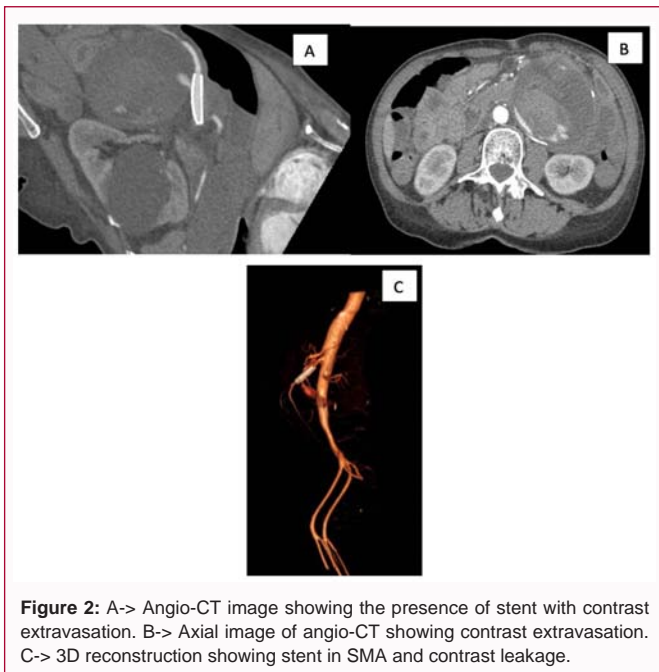 A
B
C
Figure 2: A-> Angio-CT image showing the presence of stent with contrast
extravasation. B-> Axial image of angio-CT showing contrast extravasation.
C-> 3D reconstruction showing stent in SMA and contrast leakage.